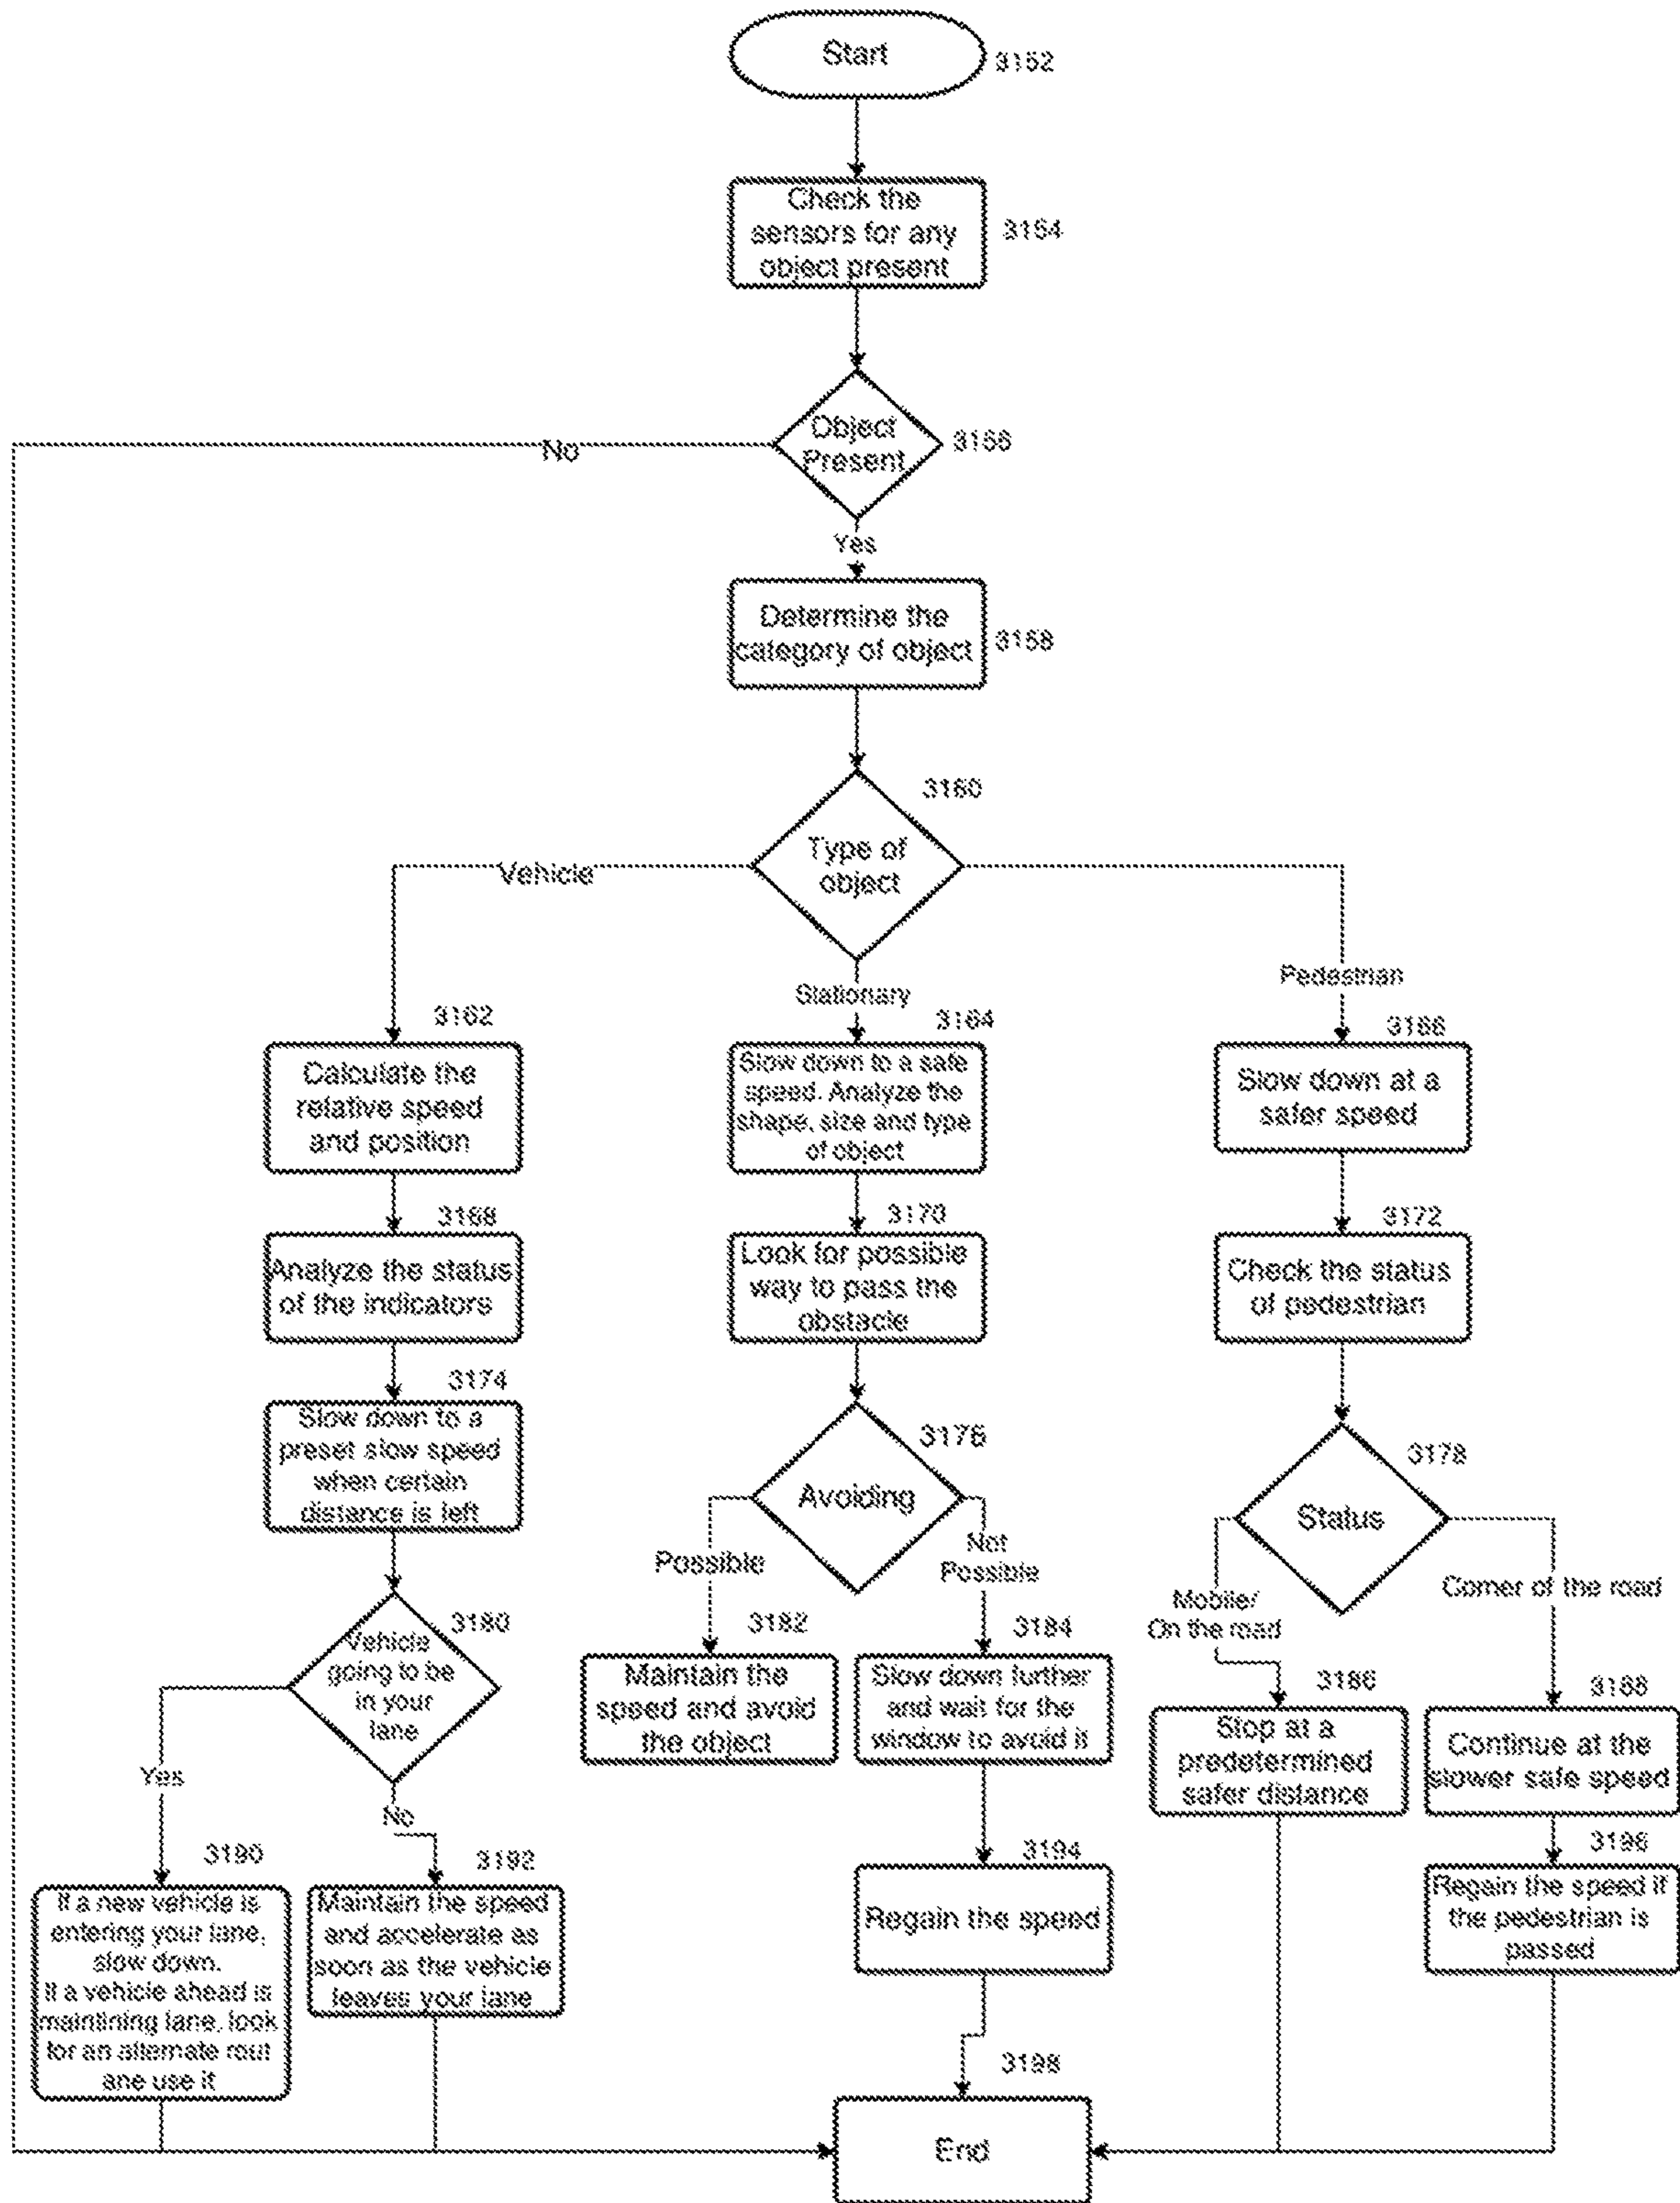 Start
3152
Check the
sensors for any
object present
3154
Object
Present
3156
No
Yes
Determine the
category of object
3158
3160
Type of
object
Vehicle
Stationary
Pedestrian
3162
Calculate the
relative speed
and position
3164
Slow down to a safe
speed. Analyze the
shape, size and type
of object
3166
Slow down at a
safer speed
3168
Analyze the status
of the indicators
3170
Look for possible
way to pass the
obstacle
3172
Check the status
of pedestrian
3174
Slow down to a
preset slow speed
when certain
distance is left
3176
Avoiding
Possible
Not
Possible
3178
Status
Mobile/
On the road
Corner of the road
3180
Vehicle
going to be
in your
lane
Yes
No
3182
Maintain the
speed and avoid
the object
3184
Slow down further
and wait for the
window to avoid it
3186
Stop at a
predetermined
safer distance
3188
Continue at the
slower safe speed
3190
If a new vehicle is
entering your lane,
slow down.
If a vehicle ahead is
maintining lane, look
for an alternate rout
ane use it
3192
Maintain the speed
and accelerate as
soon as the vehicle
leaves your lane
3194
Regain the speed
3196
Regain the speed if
the pedestrian is
passed
3198
End